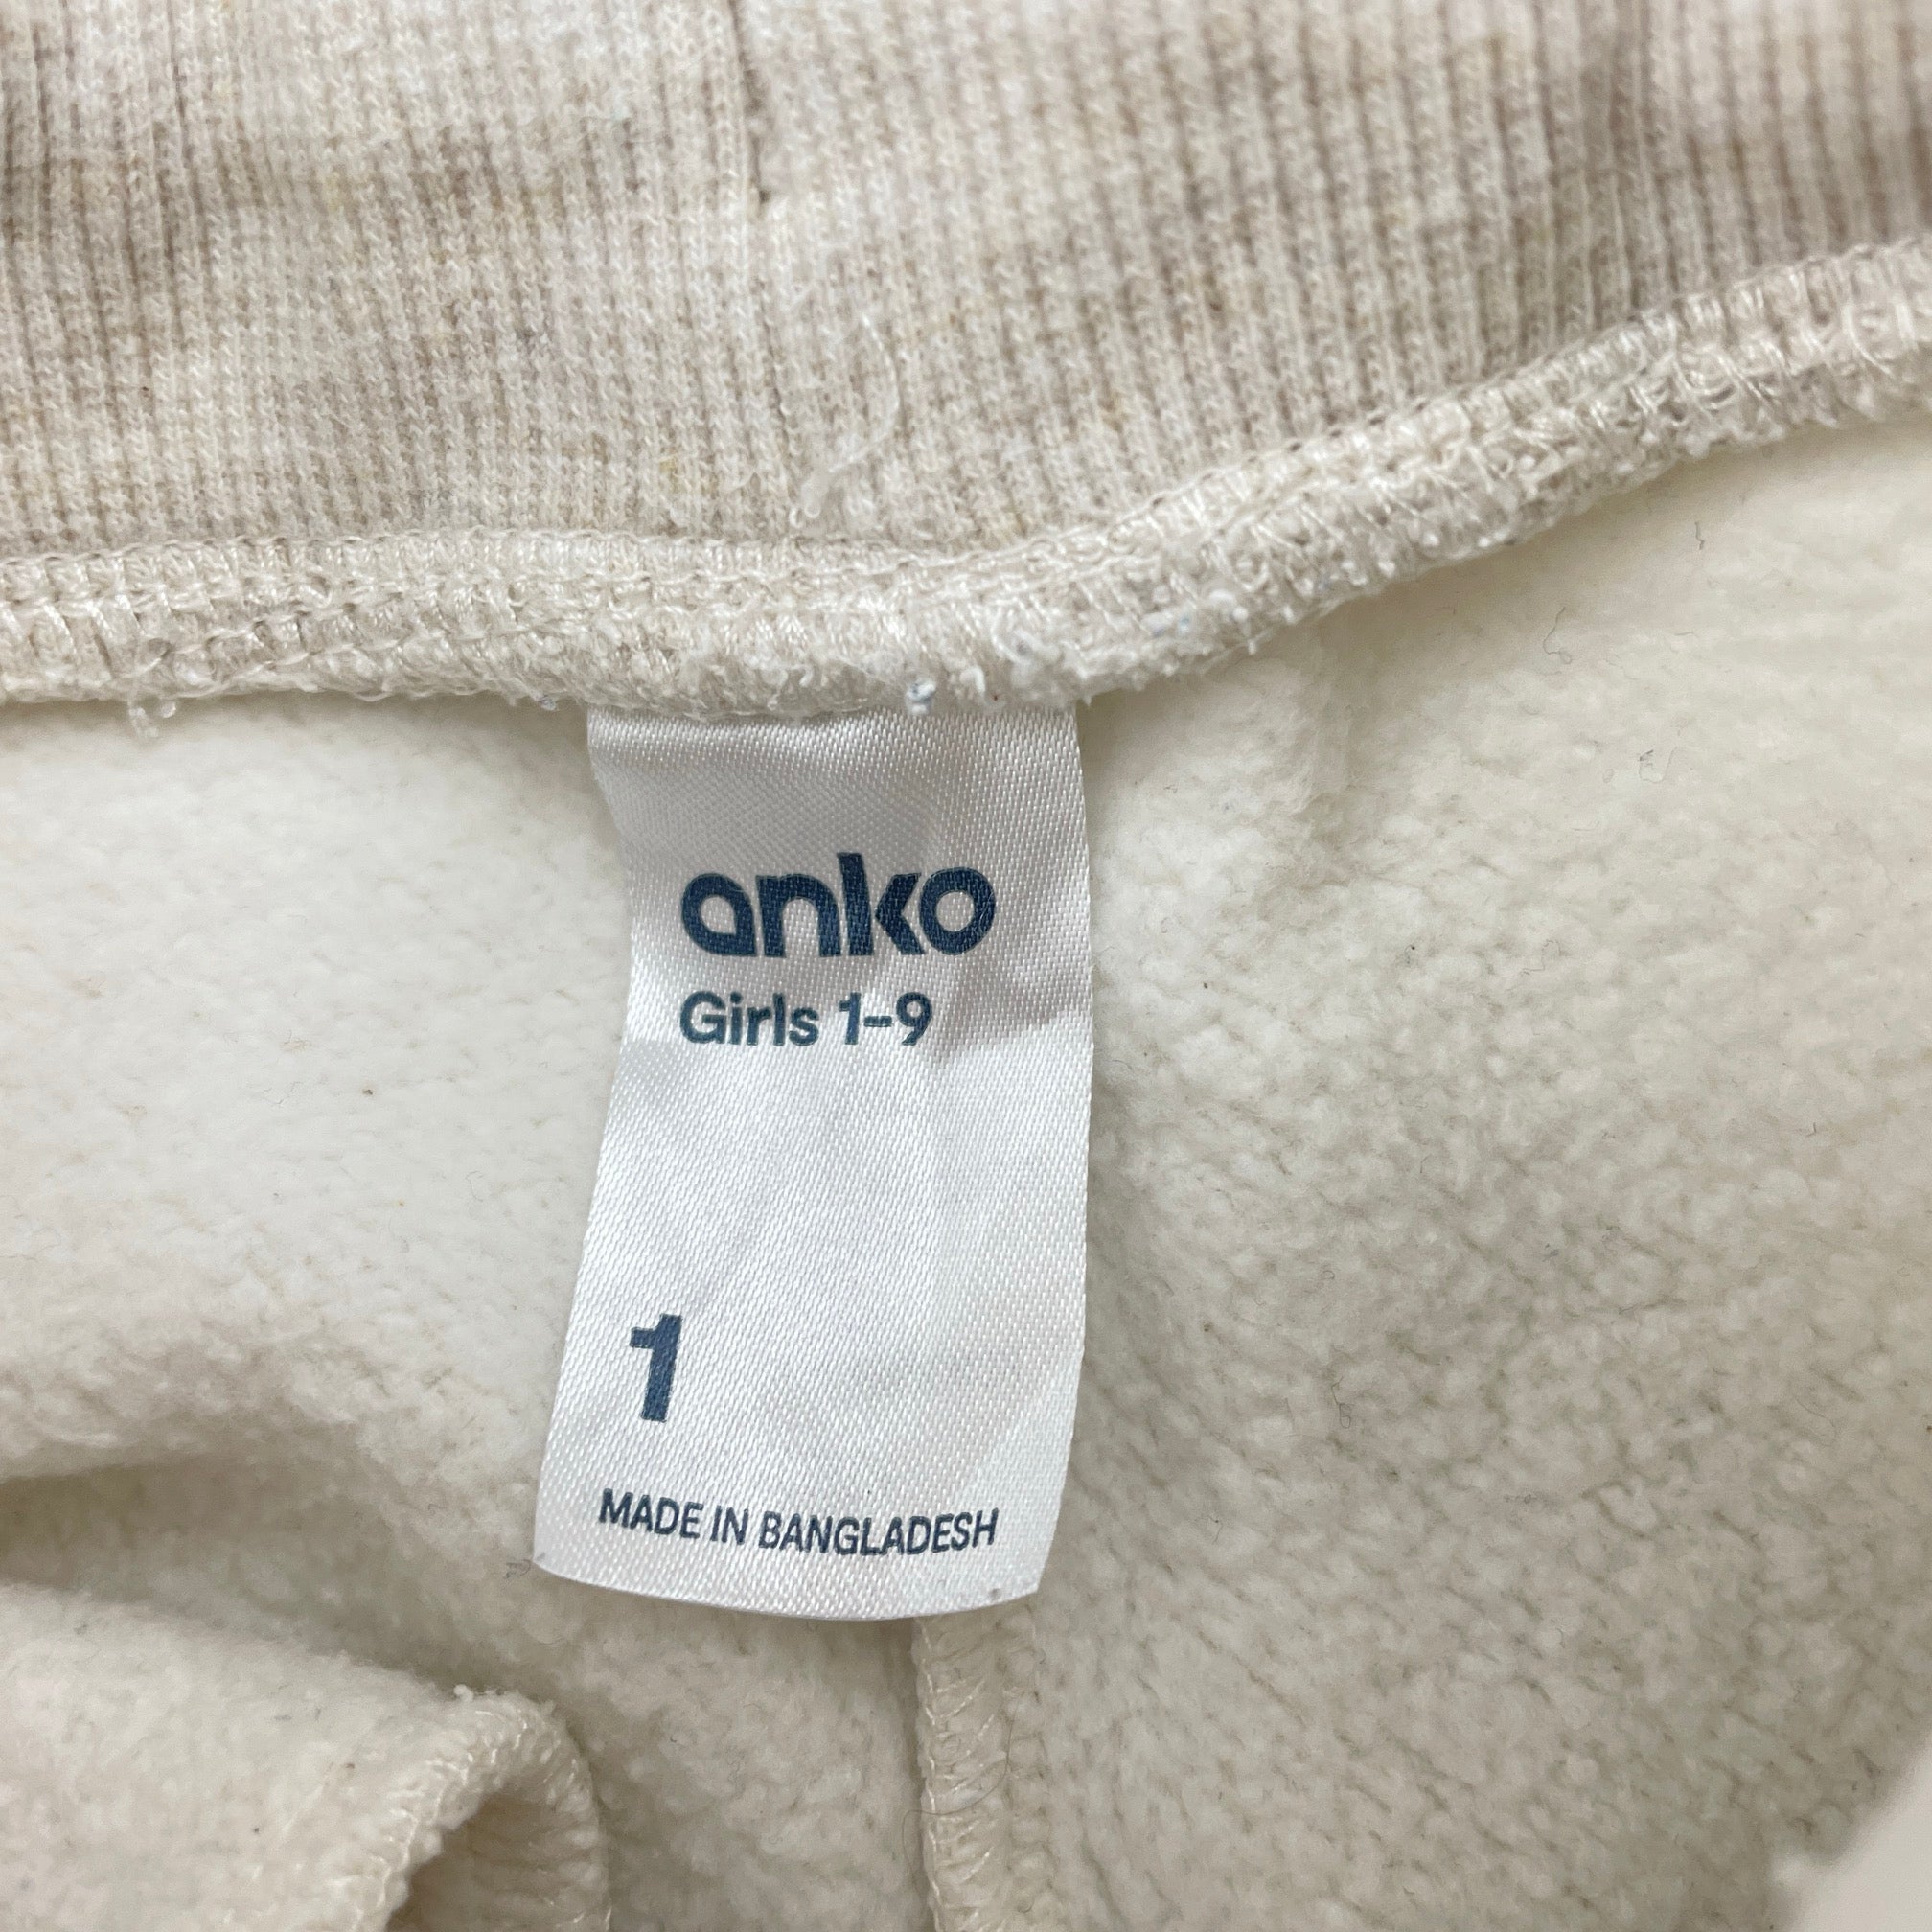 anko
Girls 1-9
1
MADE IN BANGLADESH